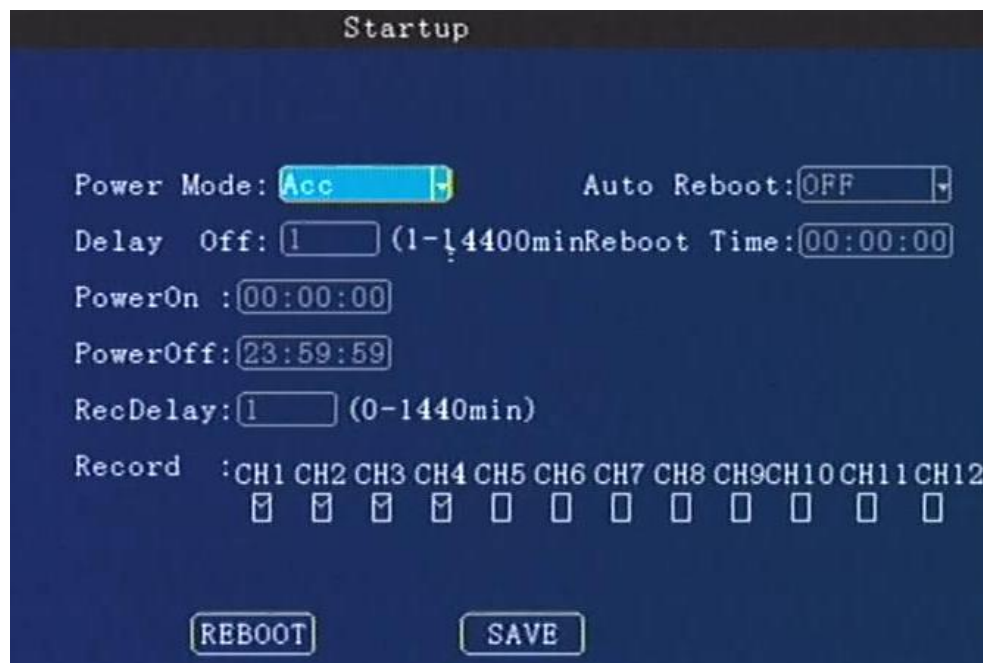 Startup
Power Mode: Acc Auto Reboot: OFF
Delay Off: 1 (1-14400minReboot Time: 00:00:00
PowerOn : 00:00:00
PowerOff: 23:59:59
RecDelay: 1 (0-1440min)
Record : CH1 CH2 CH3 CH4 CH5 CH6 CH7 CH8 CH9 CH10 CH11 CH12
REBOOT SAVE